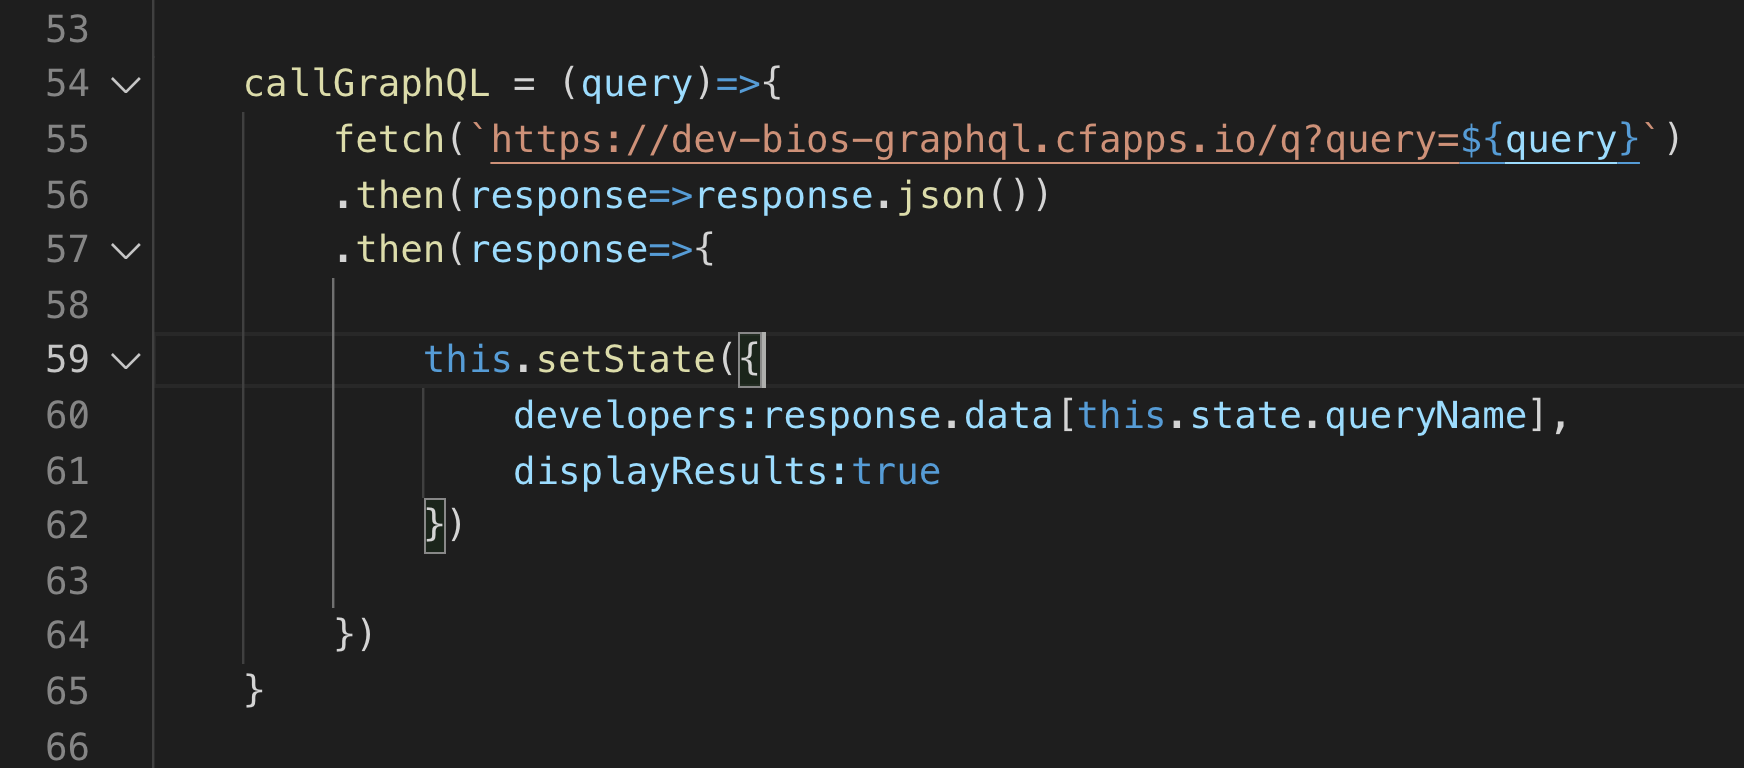 53
54 callGraphQL = (query)=>{
55 fetch(`https://dev-bios-graphql.cfapps.io/q?query=${query}`)
56 .then(response=>response.json())
57 .then(response=>{
58
59 this.setState({
60 developers:response.data[this.state.queryName],
61 displayResults:true
62 })
63
64 })
65 }
66